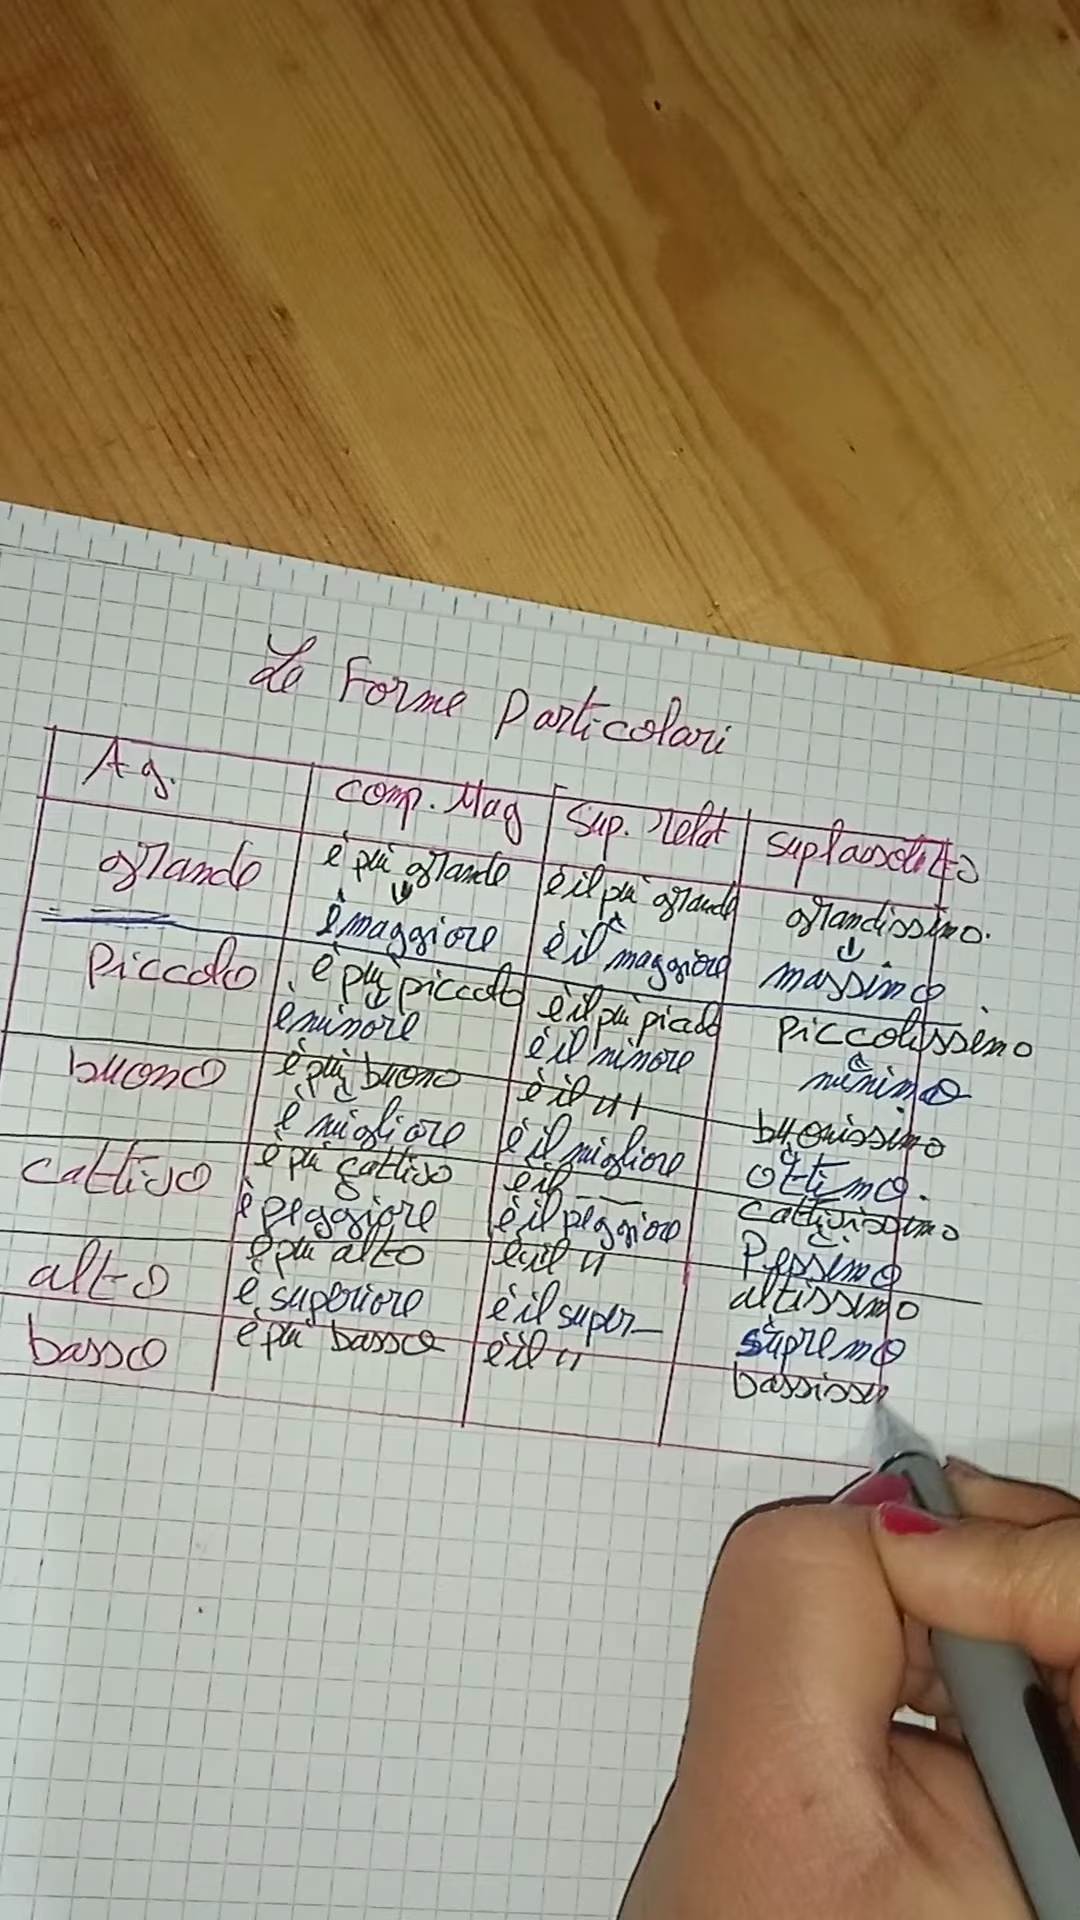 Le Forme Particolari
Ag. comp. Mag Sup. relat sup assoluto
grande è più grande è il più grande grandissimo.
è maggiore è il maggiore massimo
piccolo è più piccolo è il più piccolo piccolissimo
è minore è il minore minimo
buono è più buono è il 〃 buonissimo
è migliore è il migliore ottimo.
cattivo è più cattivo è il — cattivissimo
è peggiore è il peggiore Pessimo
alto è più alto è il 〃 altissimo
è superiore è il super— supremo
basso è più basso è il 〃 bassiss